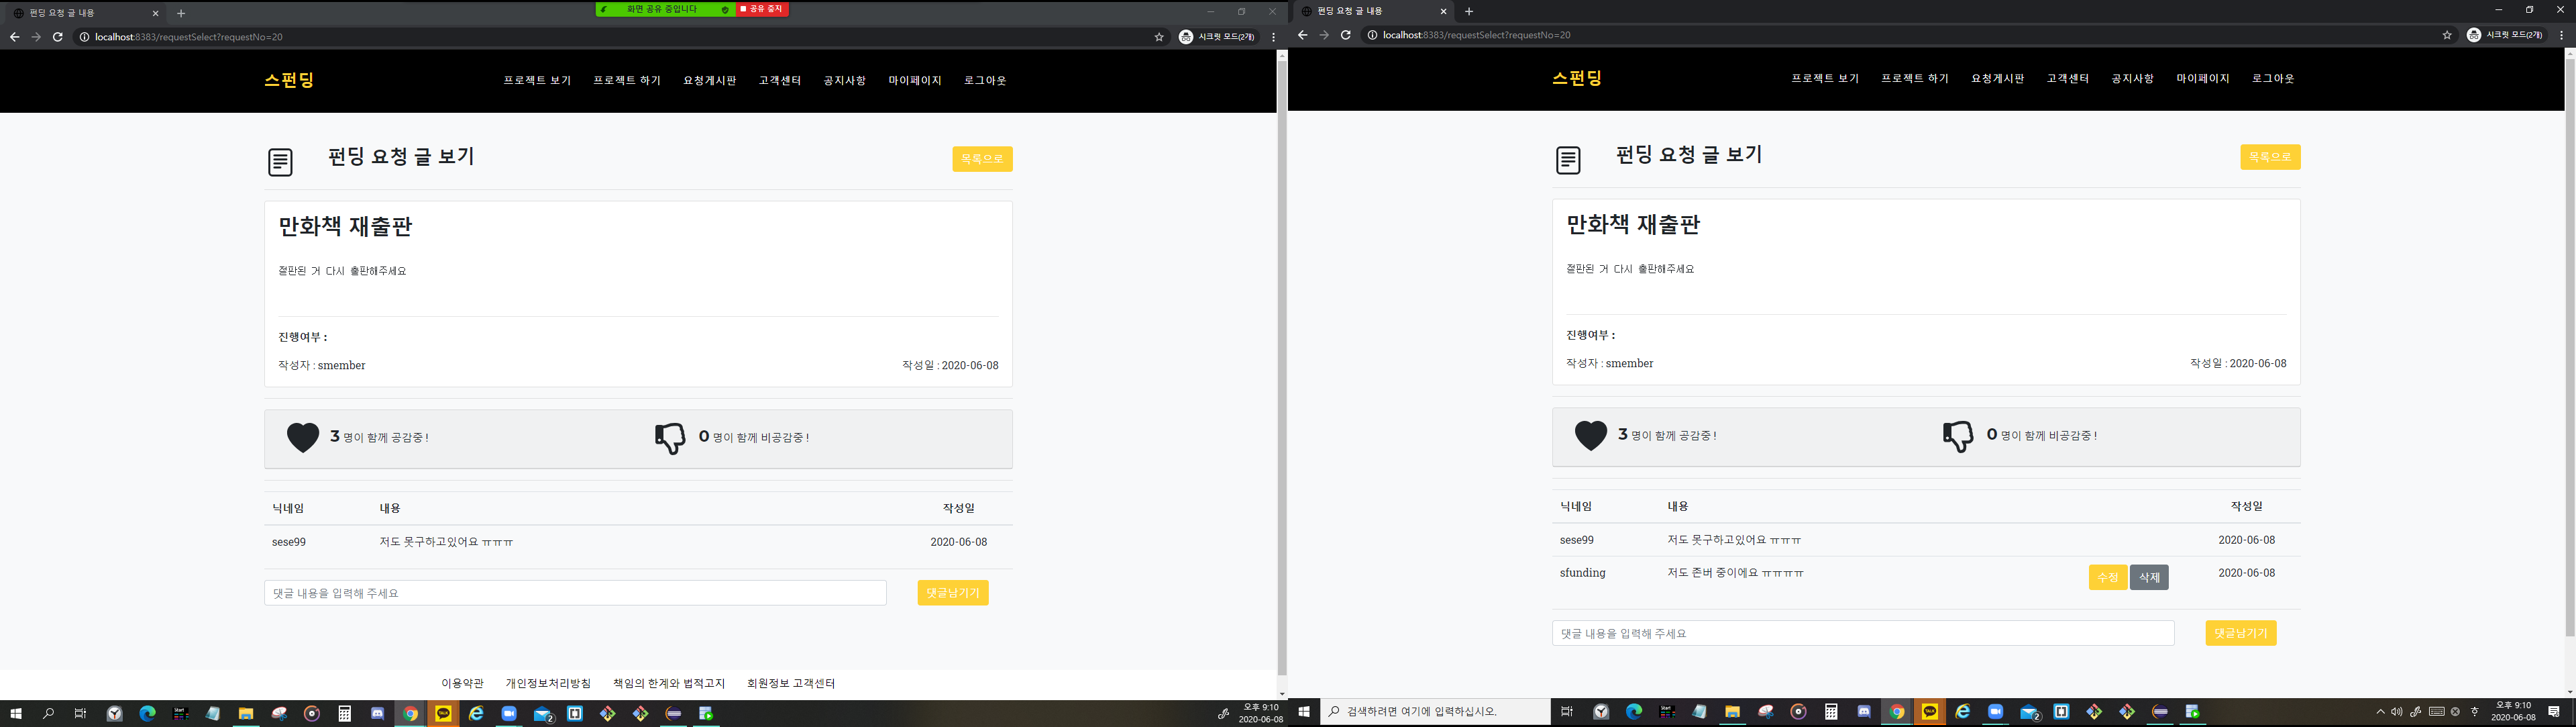 펀딩 요청 글 내용
화면 공유 중입니다
공유 중지
localhost:8383/requestSelect?requestNo=20
시크릿 모드(2개)
스펀딩
프로젝트 보기
프로젝트 하기
요청게시판
고객센터
공지사항
마이페이지
로그아웃
펀딩 요청 글 보기
목록으로
만화책 재출판
절판된 거 다시 출판해주세요
진행여부 :
작성자 : smember
작성일 : 2020-06-08
3 명이 함께 공감중 !
0 명이 함께 비공감중 !
닉네임
내용
작성일
sese99
저도 못구하고있어요 ㅠㅠㅠ
2020-06-08
댓글 내용을 입력해 주세요
댓글남기기
이용약관
개인정보처리방침
책임의 한계와 법적고지
회원정보 고객센터
Start
TALK
2
오후 9:10
2020-06-08
펀딩 요청 글 내용
localhost:8383/requestSelect?requestNo=20
시크릿 모드(2개)
스펀딩
프로젝트 보기
프로젝트 하기
요청게시판
고객센터
공지사항
마이페이지
로그아웃
펀딩 요청 글 보기
목록으로
만화책 재출판
절판된 거 다시 출판해주세요
진행여부 :
작성자 : smember
작성일 : 2020-06-08
3 명이 함께 공감중 !
0 명이 함께 비공감중 !
닉네임
내용
작성일
sese99
저도 못구하고있어요 ㅠㅠㅠ
2020-06-08
sfunding
저도 존버 중이에요 ㅠㅠㅠㅠ
수정
삭제
2020-06-08
댓글 내용을 입력해 주세요
댓글남기기
검색하려면 여기에 입력하십시오.
Start
TALK
2
오후 9:10
2020-06-08